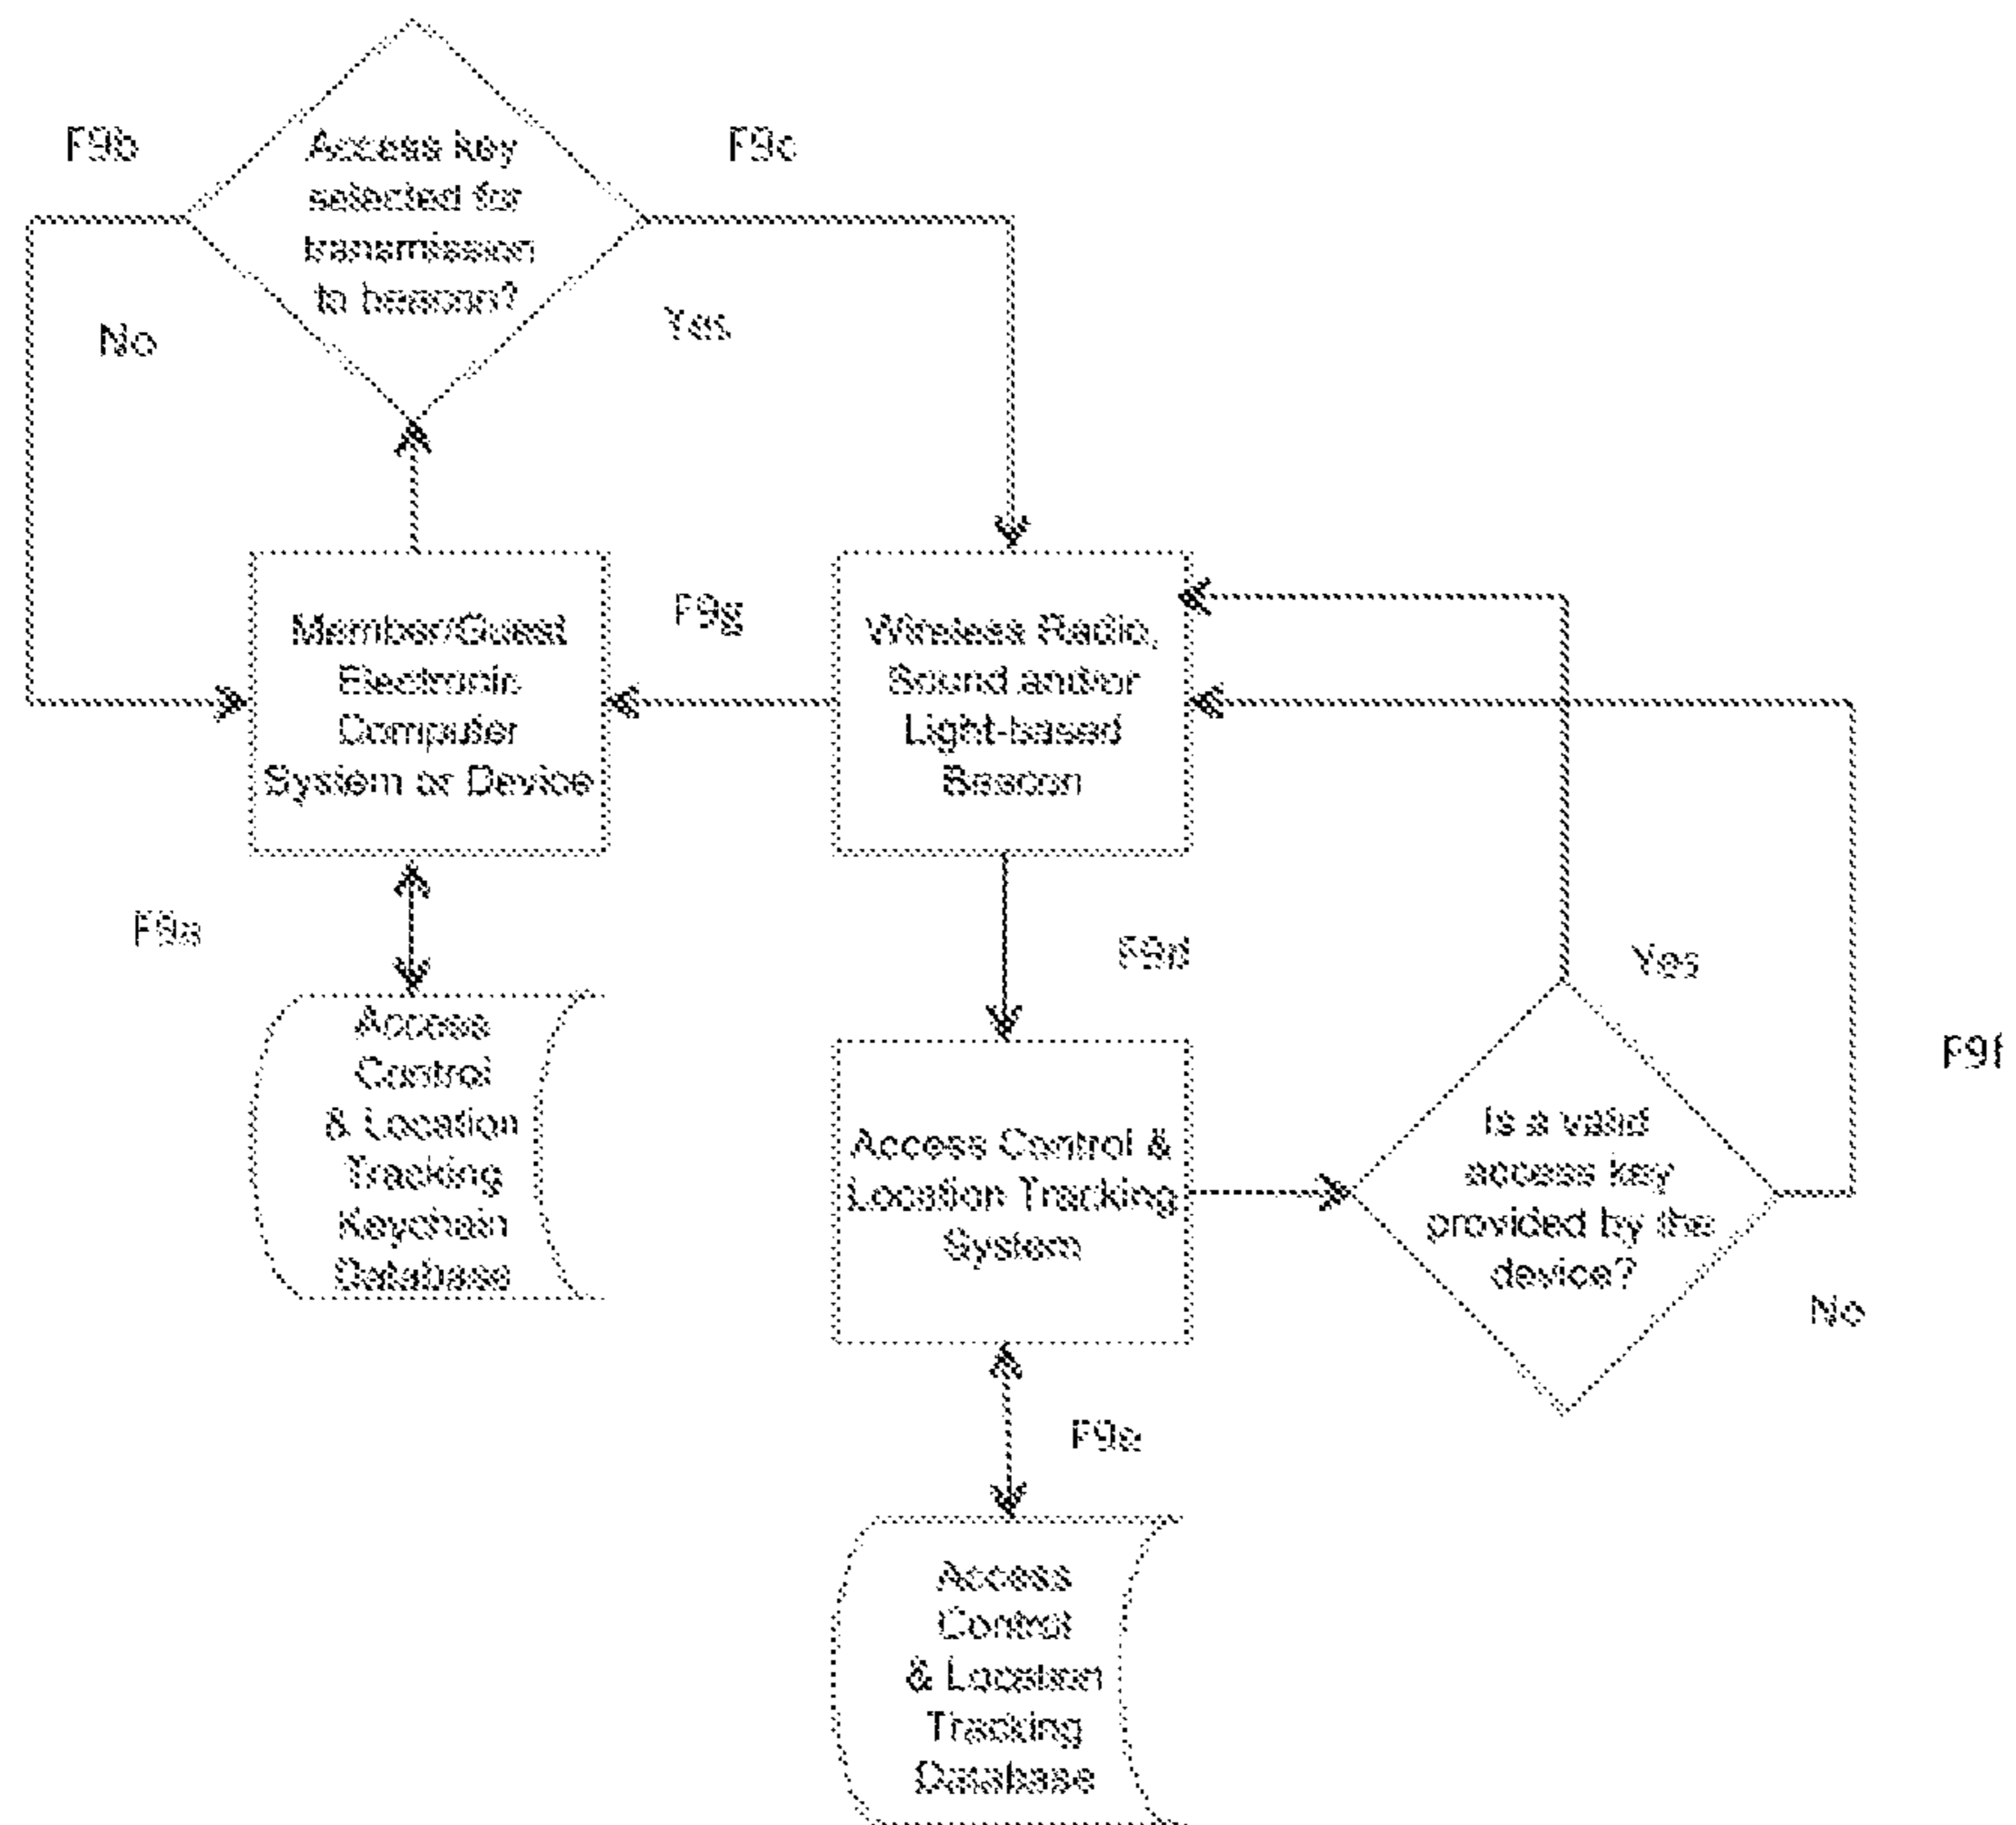 F9b
Access key
selected for
transmission
to beacon?
F9c
No
Yes
Member/Guest
Electronic
Computer
System or Device
F9g
Wireless Radio,
Sound and/or
Light-based
Beacon
F9a
F9d
Yes
F9f
Access
Control
& Location
Tracking
Keychain
Database
Access Control &
Location Tracking
System
Is a valid
access key
provided by the
device?
No
F9e
Access
Control
& Location
Tracking
Database